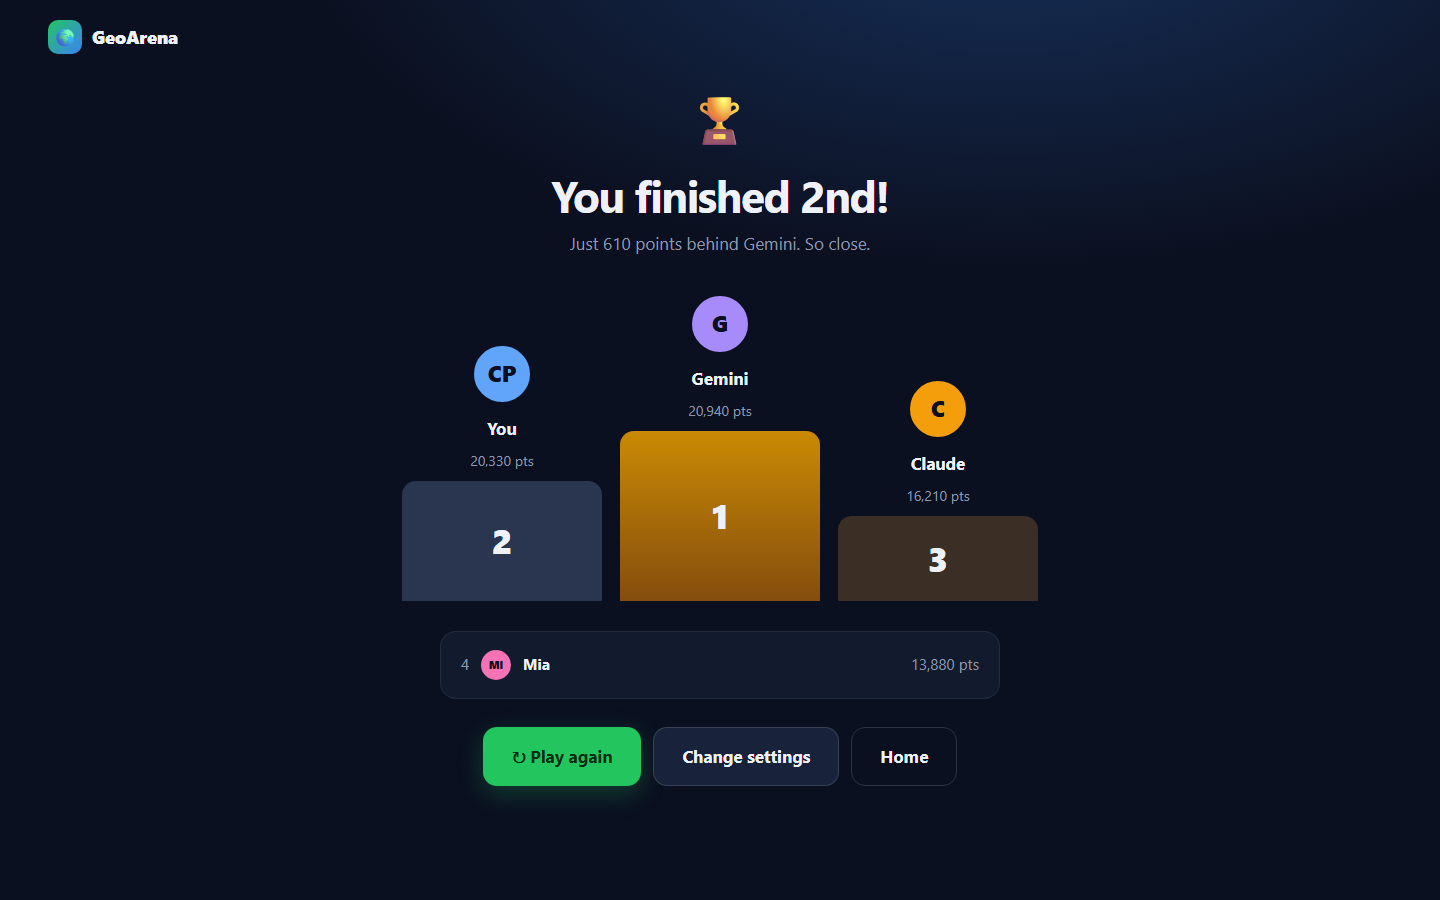 GeoArena
You finished 2nd!
Just 610 points behind Gemini. So close.
G
Gemini
20,940 pts
1
CP
You
20,330 pts
2
C
Claude
16,210 pts
3
4 MI Mia 13,880 pts
↻ Play again
Change settings
Home